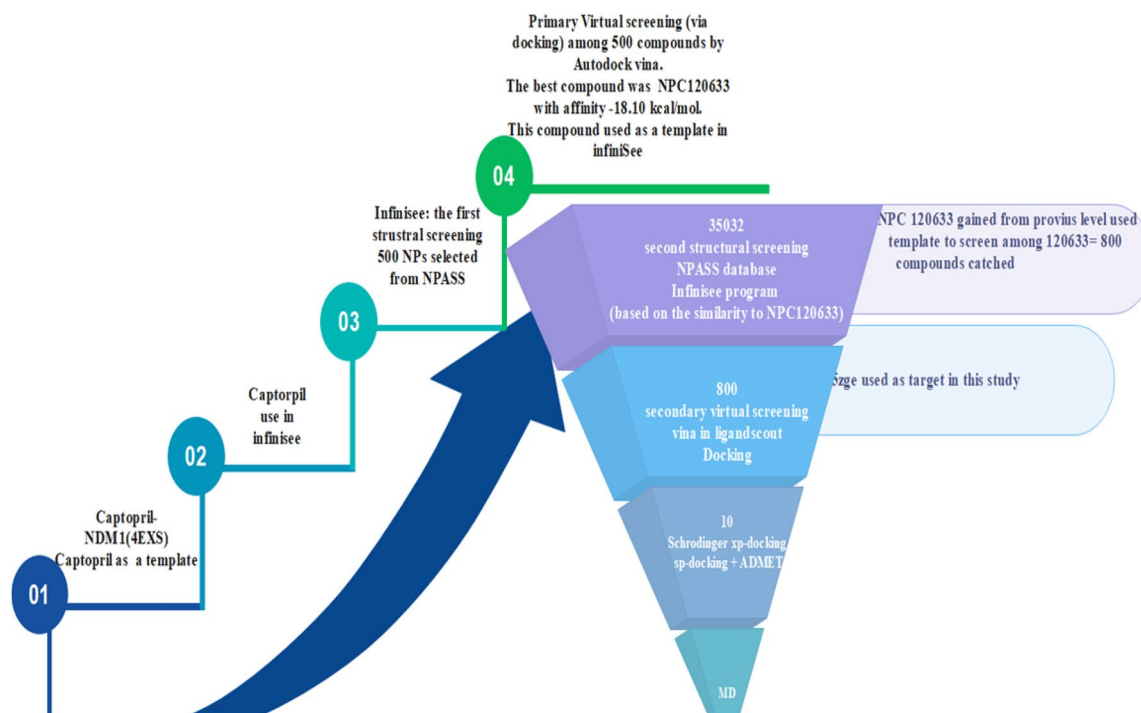 Primary Virtual screening (via
docking) among 500 compounds by
Autodock vina.
The best compound was NPC120633
with affinity -18.10 kcal/mol.
This compound used as a template in
infiniSee
04
Infinisee: the first
strustral screening
500 NPs selected
from NPASS
03
Captorpil
use in
infinisee
02
Captopril-
NDM1(4EXS)
Captopril as a template
01
35032
second structural screening
NPASS database
Infinisee program
(based on the similarity to NPC120633)
NPC 120633 gained from provius level used
template to screen among 120633= 800
compounds catched
800
secondary virtual screening
vina in ligandscout
Docking
5zge used as target in this study
10
Schrodinger xp-docking
sp-docking + ADMET
MD